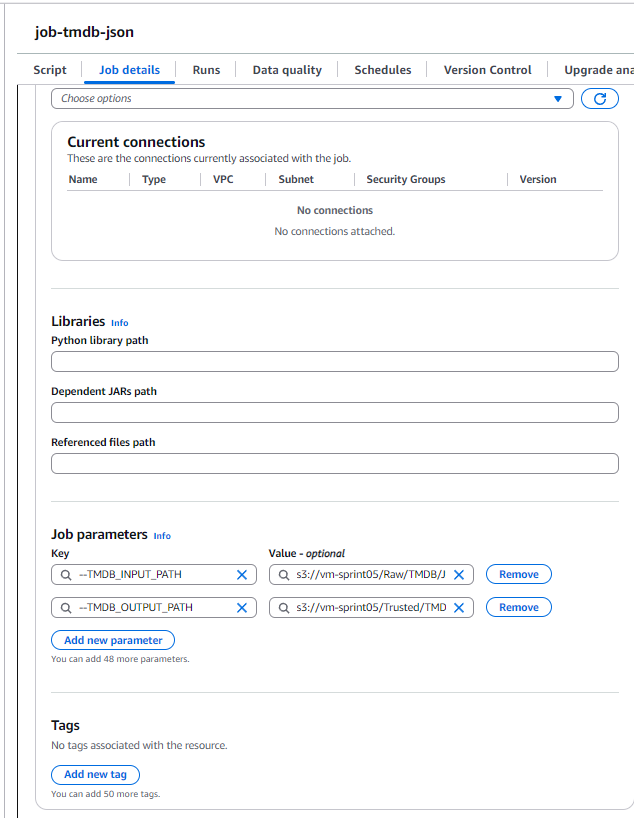 job-tmdb-json
Script Job details Runs Data quality Schedules Version Control Upgrade ana
Choose options
Current connections
These are the connections currently associated with the job.
Name Type VPC Subnet Security Groups Version
No connections
No connections attached.
Libraries Info
Python library path
Dependent JARs path
Referenced files path
Job parameters Info
Key Value - optional
--TMDB_INPUT_PATH s3://vm-sprint05/Raw/TMDB/J Remove
--TMDB_OUTPUT_PATH s3://vm-sprint05/Trusted/TMD Remove
Add new parameter
You can add 48 more parameters.
Tags
No tags associated with the resource.
Add new tag
You can add 50 more tags.